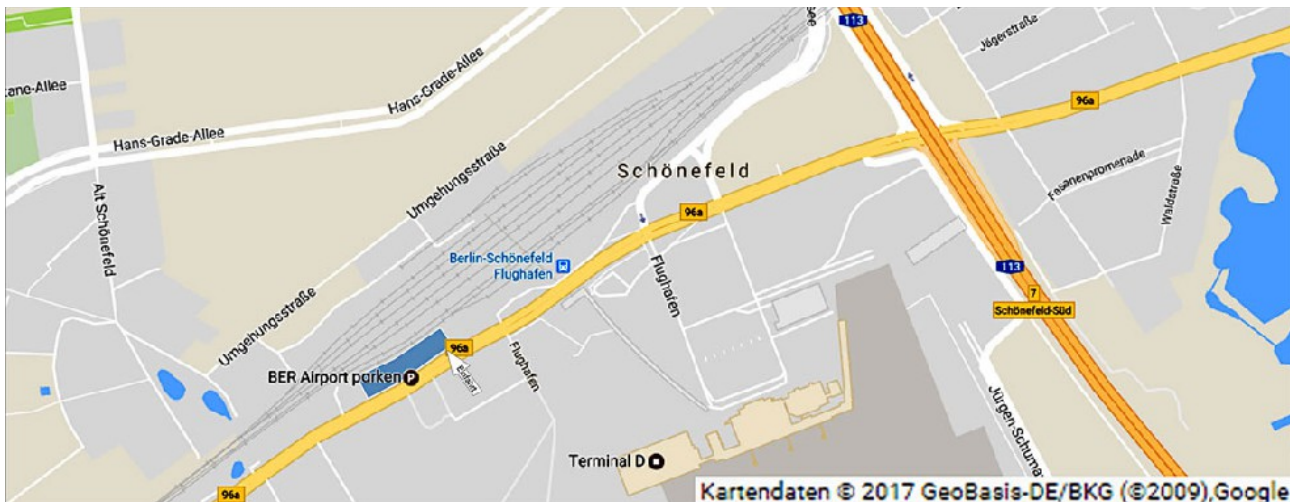 see
113
Jägerstraße
ane-Allee
Hans-Grade-Allee
96a
Hans-Grade-Allee
Fasanenpromenade
Schönefeld
Waldstraße
Umgehungsstraße
Alt Schönefeld
96a
Berlin-Schönefeld
Flughafen
Flughafen
113
7
Schönefeld-Süd
Umgehungsstraße
96a
Flughafen
BER Airport parken P
Einfahrt
Jürgen-Schuma
Terminal D
96a
Kartendaten © 2017 GeoBasis-DE/BKG (©2009) Google